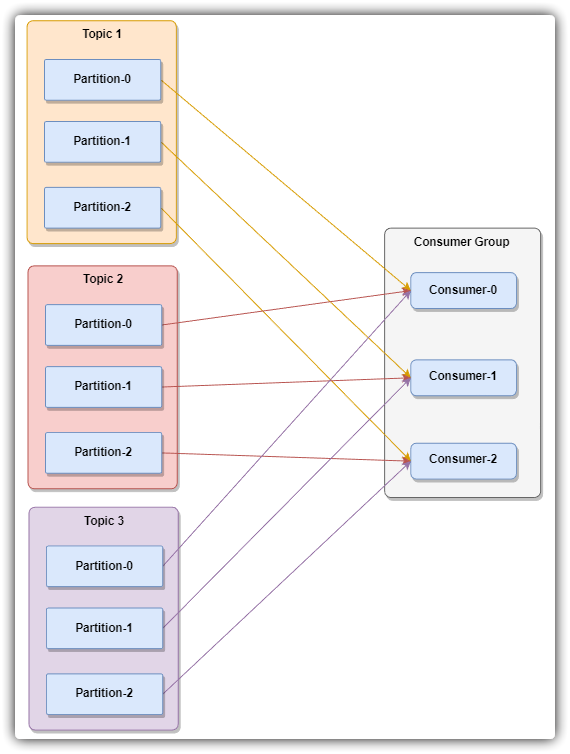 Topic 1
Partition-0
Partition-1
Partition-2
Topic 2
Partition-0
Partition-1
Partition-2
Topic 3
Partition-0
Partition-1
Partition-2
Consumer Group
Consumer-0
Consumer-1
Consumer-2